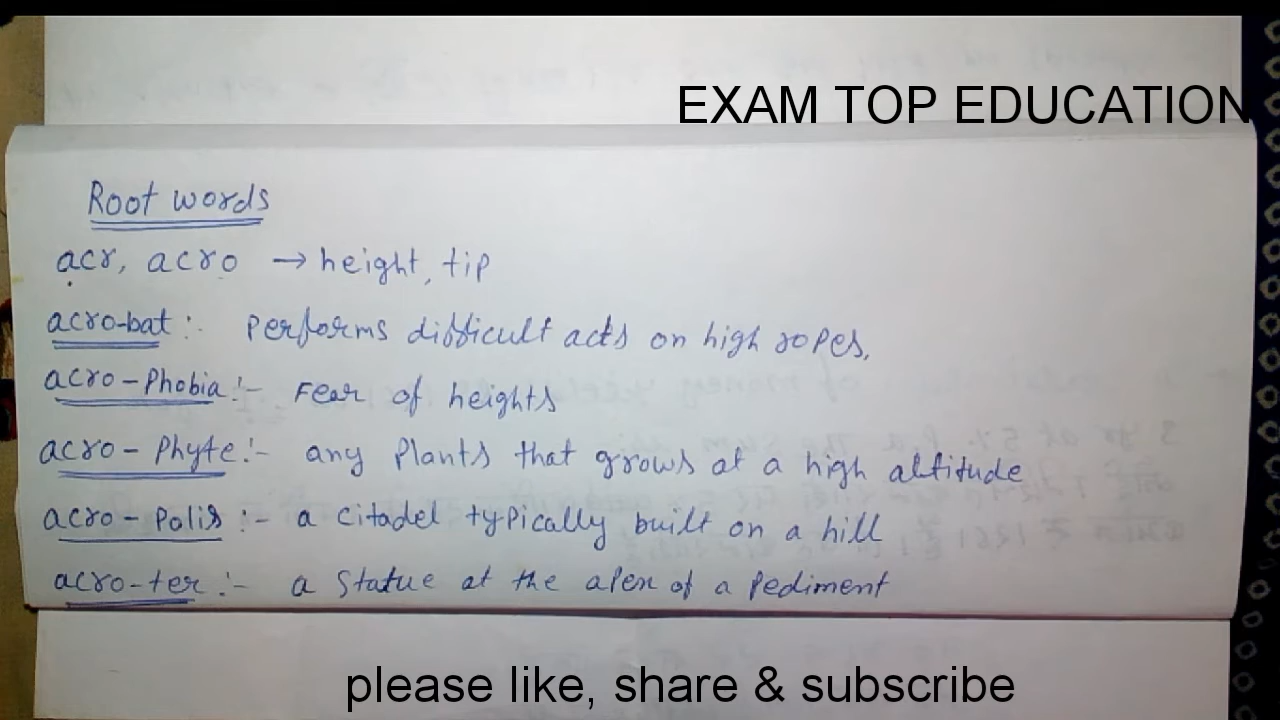 EXAM TOP EDUCATION
Root words
acr, acro → height, tip
acro-bat :- Performs difficult acts on high ropes.
acro-Phobia :- Fear of heights
acro-Phyte :- any Plants that grows at a high altitude
acro-Polis :- a citadel typically built on a hill
acro-ter :- a Statue at the apex of a Pediment
please like, share & subscribe